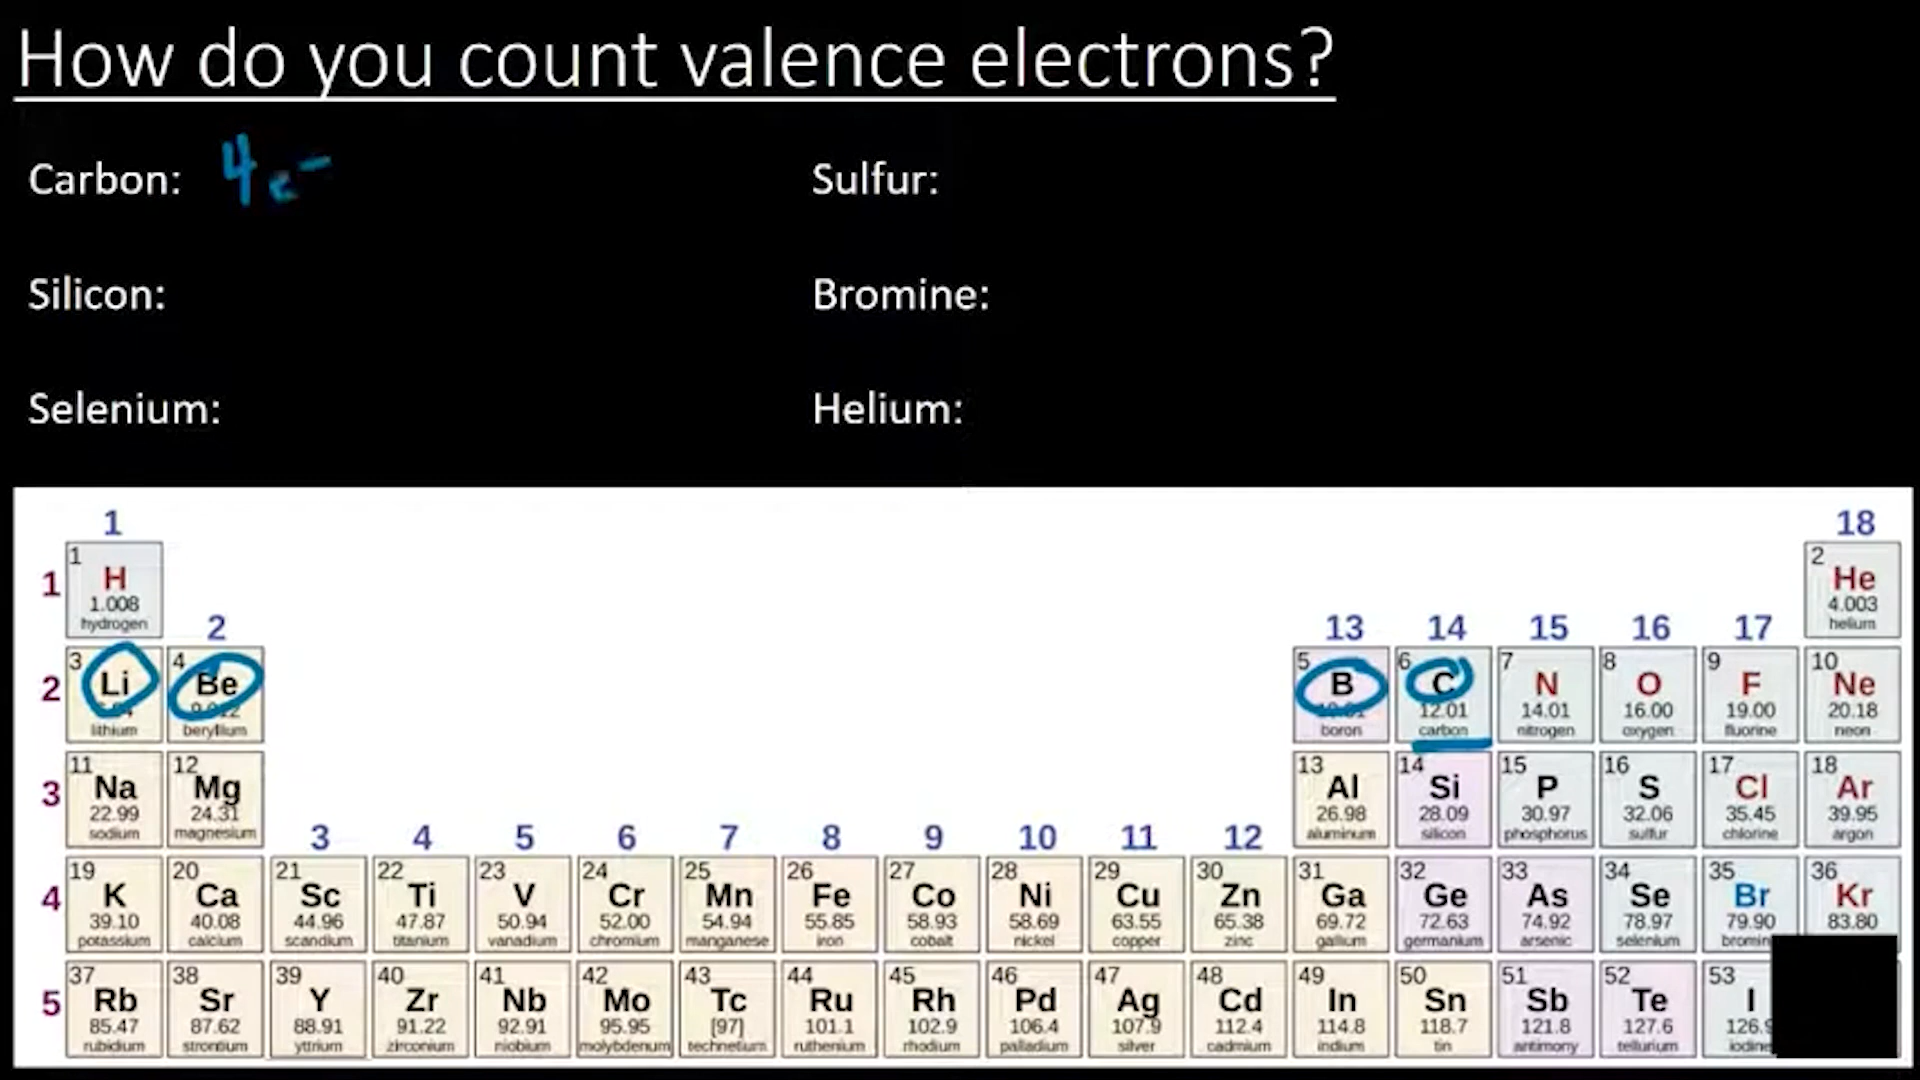 How do you count valence electrons?
Carbon: 4 e⁻
Sulfur:
Silicon:
Bromine:
Selenium:
Helium:
1 18
1 1 H 1.008 hydrogen 2 He 4.003 helium
2 13 14 15 16 17
2 3 Li lithium 4 Be beryllium 5 B boron 6 C 12.01 carbon 7 N 14.01 nitrogen 8 O 16.00 oxygen 9 F 19.00 fluorine 10 Ne 20.18 neon
3 11 Na 22.99 sodium 12 Mg 24.31 magnesium 13 Al 26.98 aluminum 14 Si 28.09 silicon 15 P 30.97 phosphorus 16 S 32.06 sulfur 17 Cl 35.45 chlorine 18 Ar 39.95 argon
3 4 5 6 7 8 9 10 11 12
4 19 K 39.10 potassium 20 Ca 40.08 calcium 21 Sc 44.96 scandium 22 Ti 47.87 titanium 23 V 50.94 vanadium 24 Cr 52.00 chromium 25 Mn 54.94 manganese 26 Fe 55.85 iron 27 Co 58.93 cobalt 28 Ni 58.69 nickel 29 Cu 63.55 copper 30 Zn 65.38 zinc 31 Ga 69.72 gallium 32 Ge 72.63 germanium 33 As 74.92 arsenic 34 Se 78.97 selenium 35 Br 79.90 36 Kr 83.80
5 37 Rb 85.47 rubidium 38 Sr 87.62 strontium 39 Y 88.91 yttrium 40 Zr 91.22 zirconium 41 Nb 92.91 niobium 42 Mo 95.95 molybdenum 43 Tc [97] technetium 44 Ru 101.1 ruthenium 45 Rh 102.9 rhodium 46 Pd 106.4 palladium 47 Ag 107.9 silver 48 Cd 112.4 cadmium 49 In 114.8 indium 50 Sn 118.7 tin 51 Sb 121.8 antimony 52 Te 127.6 tellurium 53 I iodine